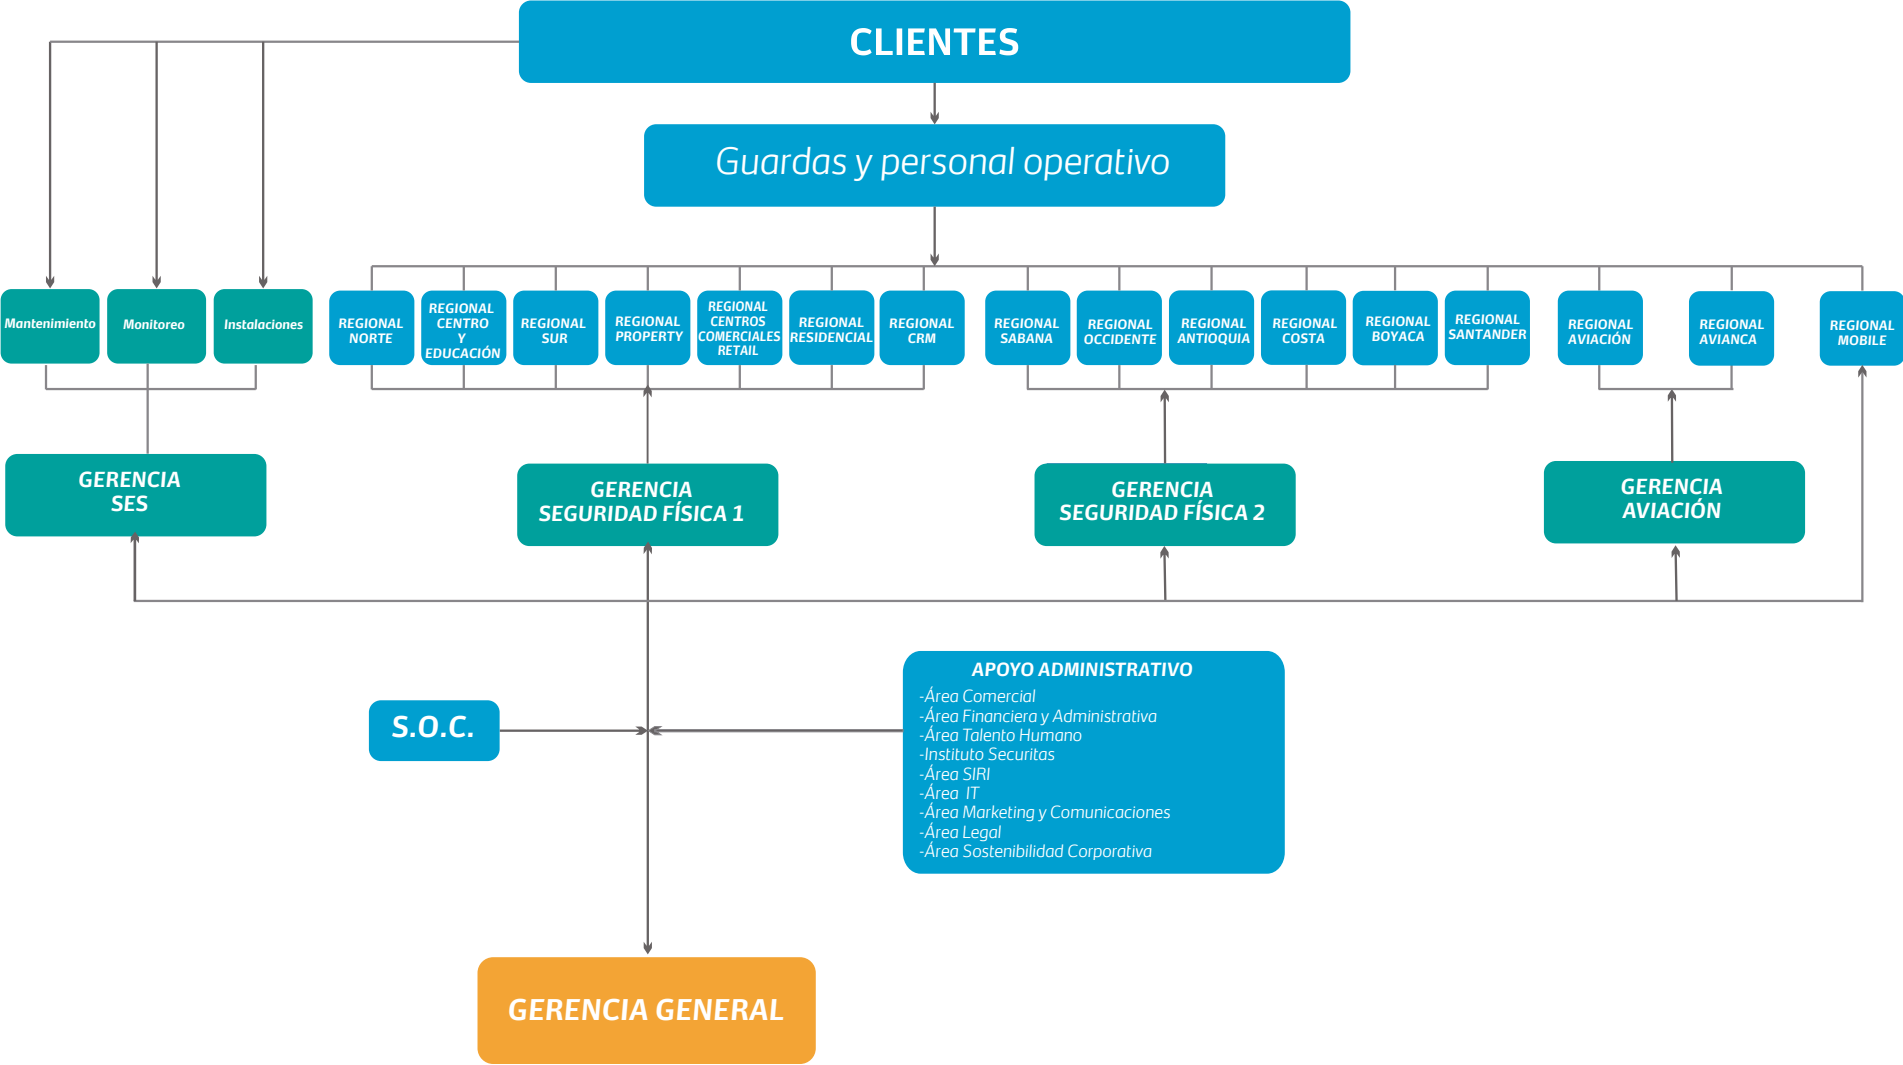 CLIENTES
Guardas y personal operativo
Mantenimiento
Monitoreo
Instalaciones
REGIONAL
NORTE
REGIONAL
CENTRO
Y
EDUCACIÓN
REGIONAL
SUR
REGIONAL
PROPERTY
REGIONAL
CENTROS
COMERCIALES
RETAIL
REGIONAL
RESIDENCIAL
REGIONAL
CRM
REGIONAL
SABANA
REGIONAL
OCCIDENTE
REGIONAL
ANTIOQUIA
REGIONAL
COSTA
REGIONAL
BOYACA
REGIONAL
SANTANDER
REGIONAL
AVIACIÓN
REGIONAL
AVIANCA
REGIONAL
MOBILE
GERENCIA
SES
GERENCIA
SEGURIDAD FÍSICA 1
GERENCIA
SEGURIDAD FÍSICA 2
GERENCIA
AVIACIÓN
S.O.C.
APOYO ADMINISTRATIVO
-Área Comercial
-Área Financiera y Administrativa
-Área Talento Humano
-Instituto Securitas
-Área SIRI
-Área  IT
-Área Marketing y Comunicaciones
-Área Legal
-Área Sostenibilidad Corporativa
GERENCIA GENERAL